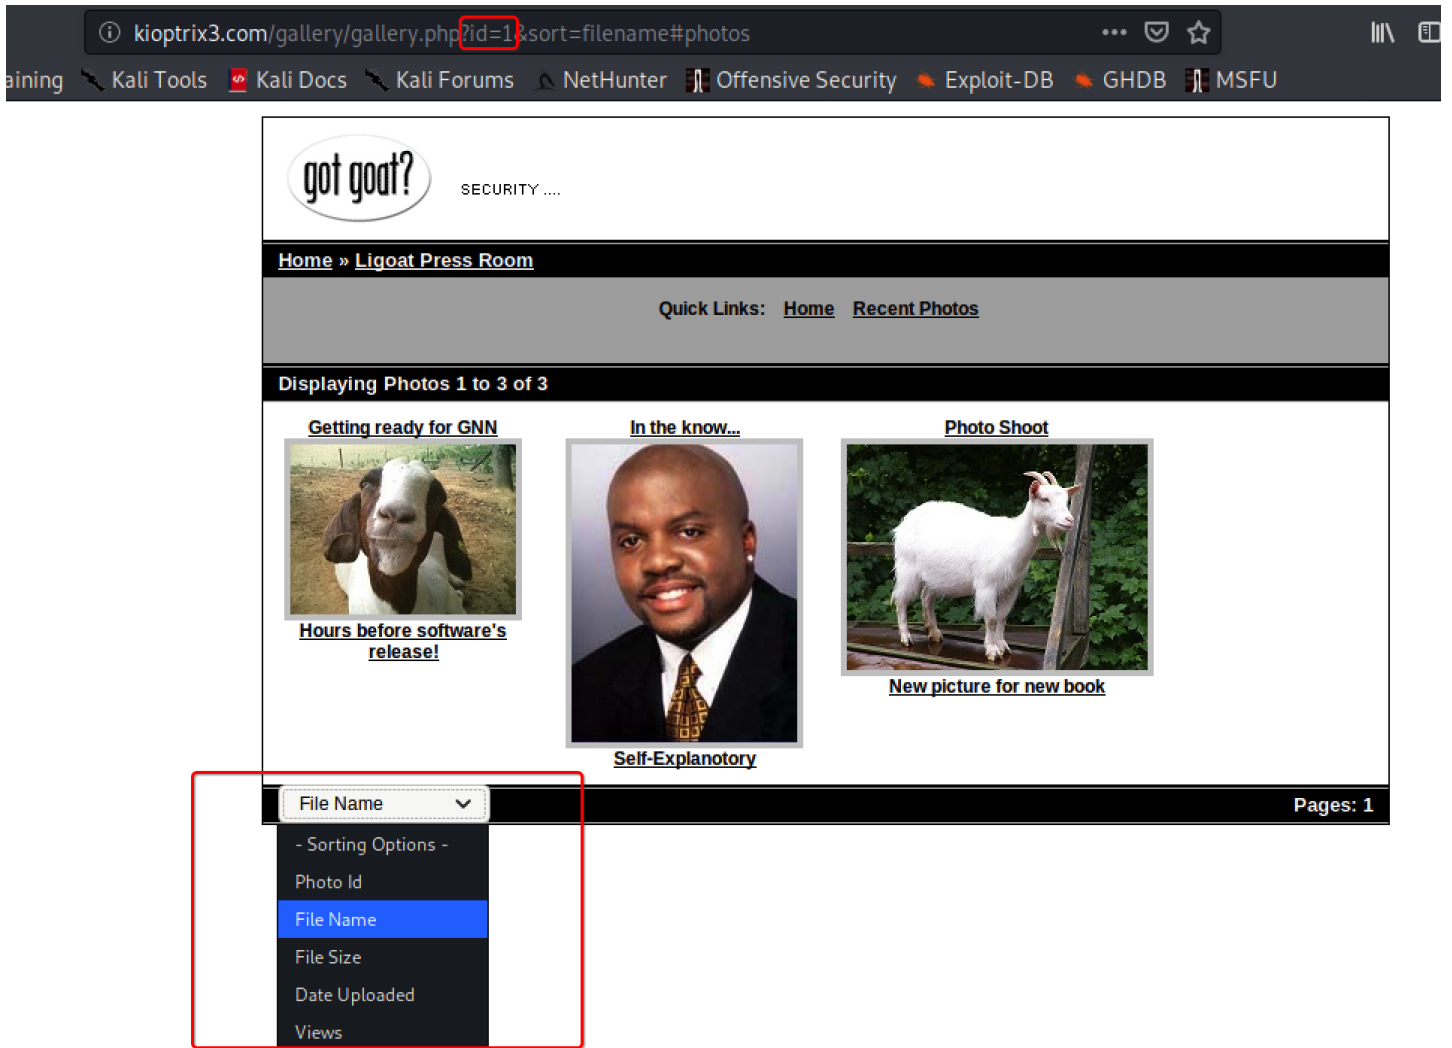 kioptrix3.com/gallery/gallery.php?id=1&sort=filename#photos
aining Kali Tools Kali Docs Kali Forums NetHunter Offensive Security Exploit-DB GHDB MSFU
got goat?
SECURITY ....
Home » Ligoat Press Room
Quick Links: Home Recent Photos
Displaying Photos 1 to 3 of 3
Getting ready for GNN
Hours before software's
release!
In the know...
Self-Explanotory
Photo Shoot
New picture for new book
File Name
Pages: 1
- Sorting Options -
Photo Id
File Name
File Size
Date Uploaded
Views